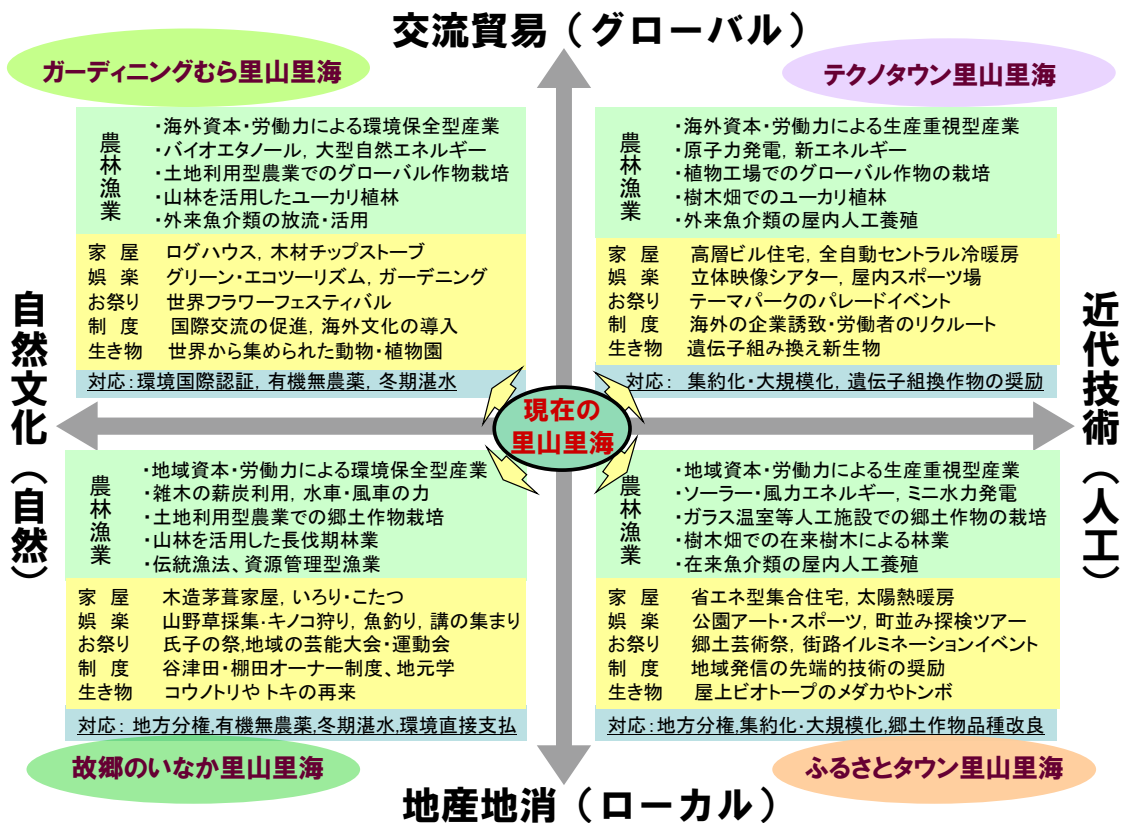 交流貿易（グローバル）
ガーディニングむら里山里海
農林漁業
・海外資本・労働力による環境保全型産業
・バイオエタノール, 大型自然エネルギー
・土地利用型農業でのグローバル作物栽培
・山林を活用したユーカリ植林
・外来魚介類の放流・活用
家 屋 ログハウス, 木材チップストーブ
娯 楽 グリーン・エコツーリズム, ガーデニング
お祭り 世界フラワーフェスティバル
制 度 国際交流の促進, 海外文化の導入
生き物 世界から集められた動物・植物園
対応：環境国際認証, 有機無農薬, 冬期湛水
テクノタウン里山里海
農林漁業
・海外資本・労働力による生産重視型産業
・原子力発電, 新エネルギー
・植物工場でのグローバル作物の栽培
・樹木畑でのユーカリ植林
・外来魚介類の屋内人工養殖
家 屋 高層ビル住宅, 全自動セントラル冷暖房
娯 楽 立体映像シアター, 屋内スポーツ場
お祭り テーマパークのパレードイベント
制 度 海外の企業誘致・労働者のリクルート
生き物 遺伝子組み換え新生物
対応： 集約化・大規模化, 遺伝子組換作物の奨励
自然文化（自然）
現在の
里山里海
近代技術（人工）
農林漁業
・地域資本・労働力による環境保全型産業
・雑木の薪炭利用, 水車・風車の力
・土地利用型農業での郷土作物栽培
・山林を活用した長伐期林業
・伝統漁法、資源管理型漁業
家 屋 木造茅葺家屋, いろり・こたつ
娯 楽 山野草採集・キノコ狩り, 魚釣り, 講の集まり
お祭り 氏子の祭,地域の芸能大会・運動会
制 度 谷津田・棚田オーナー制度、地元学
生き物 コウノトリやトキの再来
対応： 地方分権,有機無農薬,冬期湛水,環境直接支払
故郷のいなか里山里海
農林漁業
・地域資本・労働力による生産重視型産業
・ソーラー・風力エネルギー, ミニ水力発電
・ガラス温室等人工施設での郷土作物の栽培
・樹木畑での在来樹木による林業
・在来魚介類の屋内人工養殖
家 屋 省エネ型集合住宅, 太陽熱暖房
娯 楽 公園アート・スポーツ, 町並み探検ツアー
お祭り 郷土芸術祭, 街路イルミネーションイベント
制 度 地域発信の先端的技術の奨励
生き物 屋上ビオトープのメダカやトンボ
対応：地方分権,集約化・大規模化,郷土作物品種改良
ふるさとタウン里山里海
地産地消（ローカル）